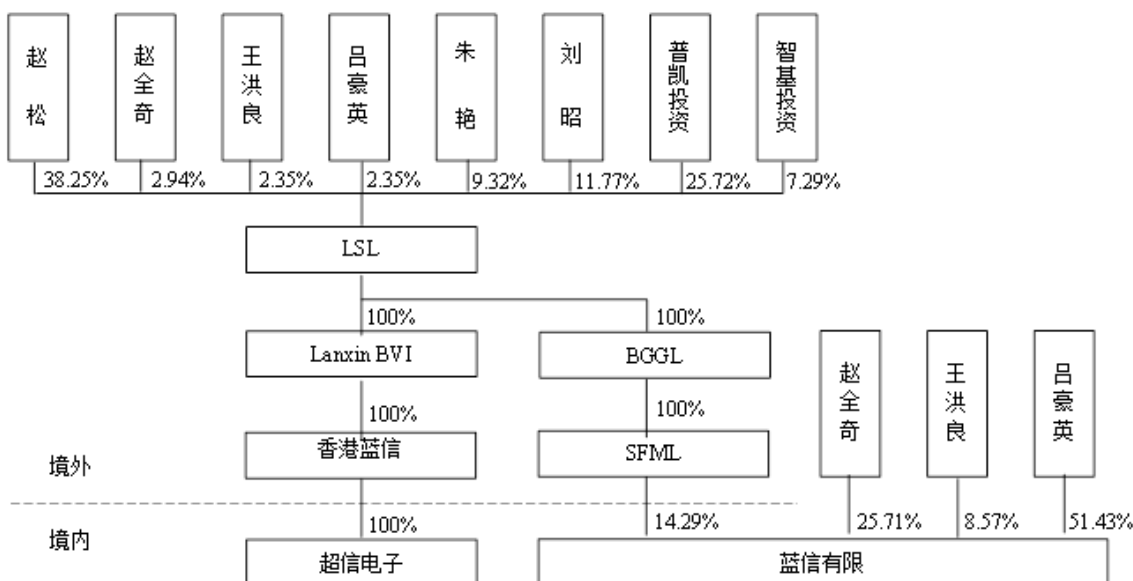 赵松
赵全奇
王洪良
吕豪英
朱艳
刘昭
普凯投资
智基投资
38.25%
2.94%
2.35%
2.35%
9.32%
11.77%
25.72%
7.29%
LSL
100%
100%
Lanxin BVI
BGGL
赵全奇
王洪良
吕豪英
100%
100%
香港蓝信
SFML
境外
境内
100%
14.29%
25.71%
8.57%
51.43%
超信电子
蓝信有限